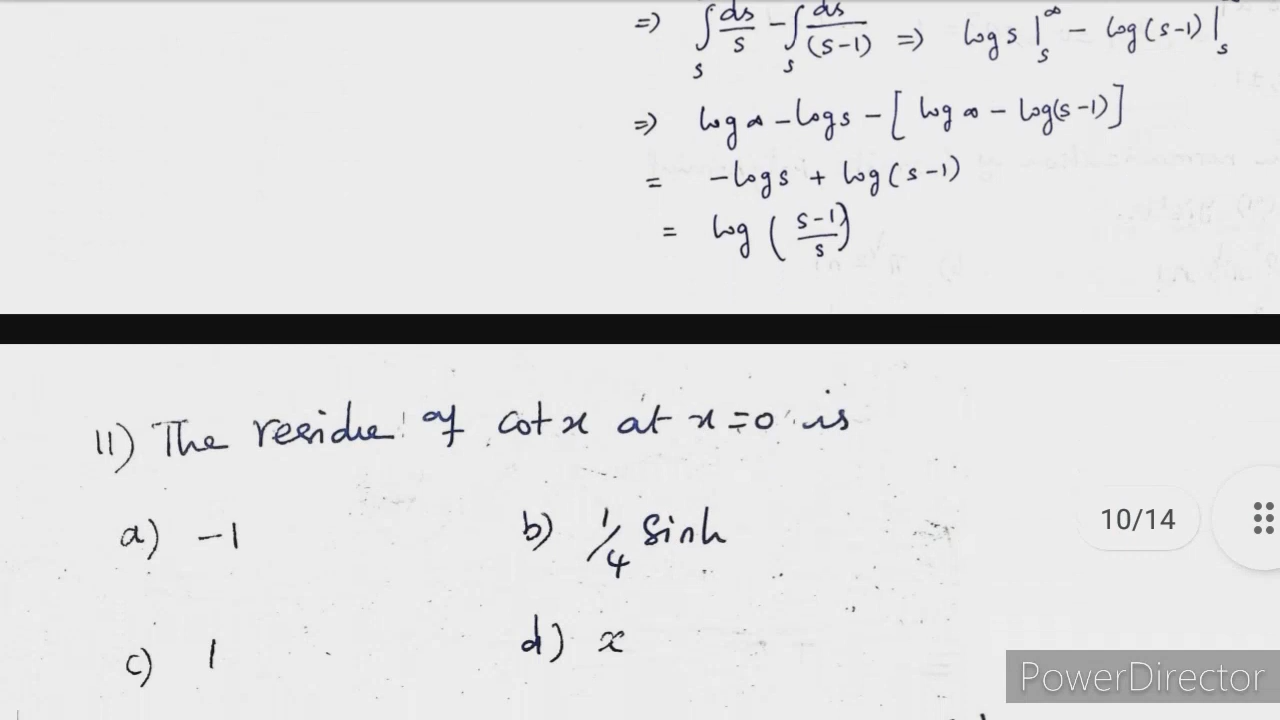 => ∫ ds/s - ∫ ds/(s-1) => log s |∞ s - log(s-1) | s
s s
=> log ∞ - log s - [ log ∞ - log(s-1) ]
= -log s + log(s-1)
= log ( s-1/s )
11) The residue of cot x at x=0 is
a) -1 b) 1/4 Sinh
10/14
c) 1 d) x
PowerDirector